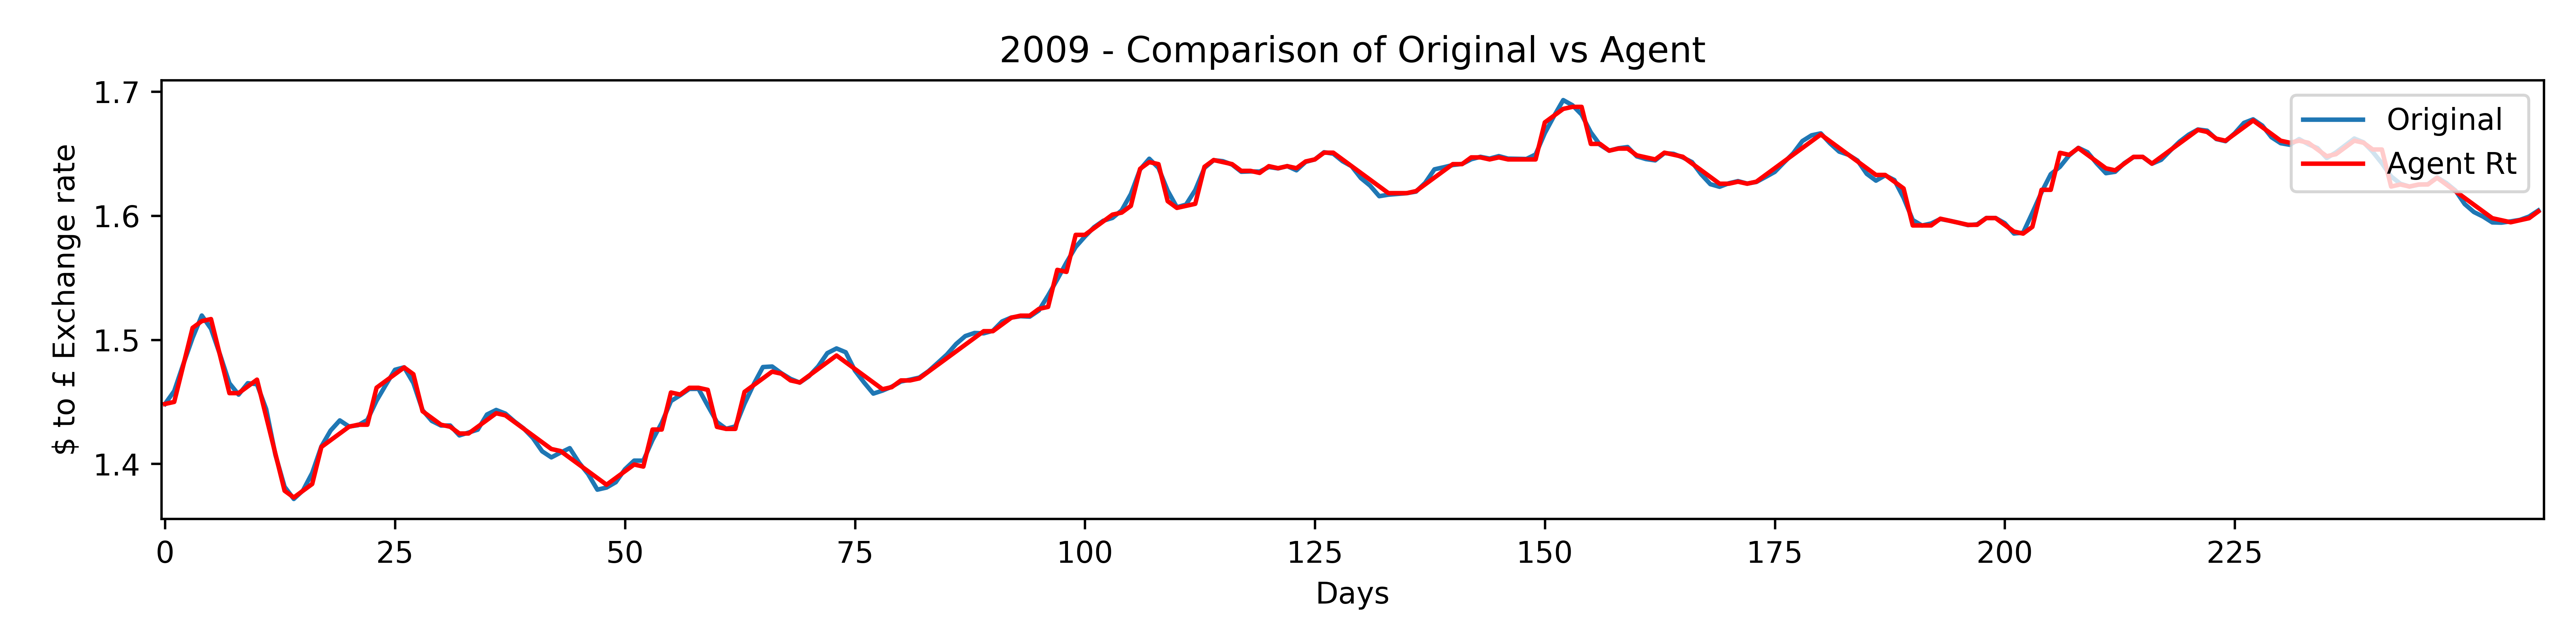 2009 - Comparison of Original vs Agent
$ to £ Exchange rate
1.7
1.6
1.5
1.4
Original
Agent Rt
0 25 50 75 100 125 150 175 200 225
Days